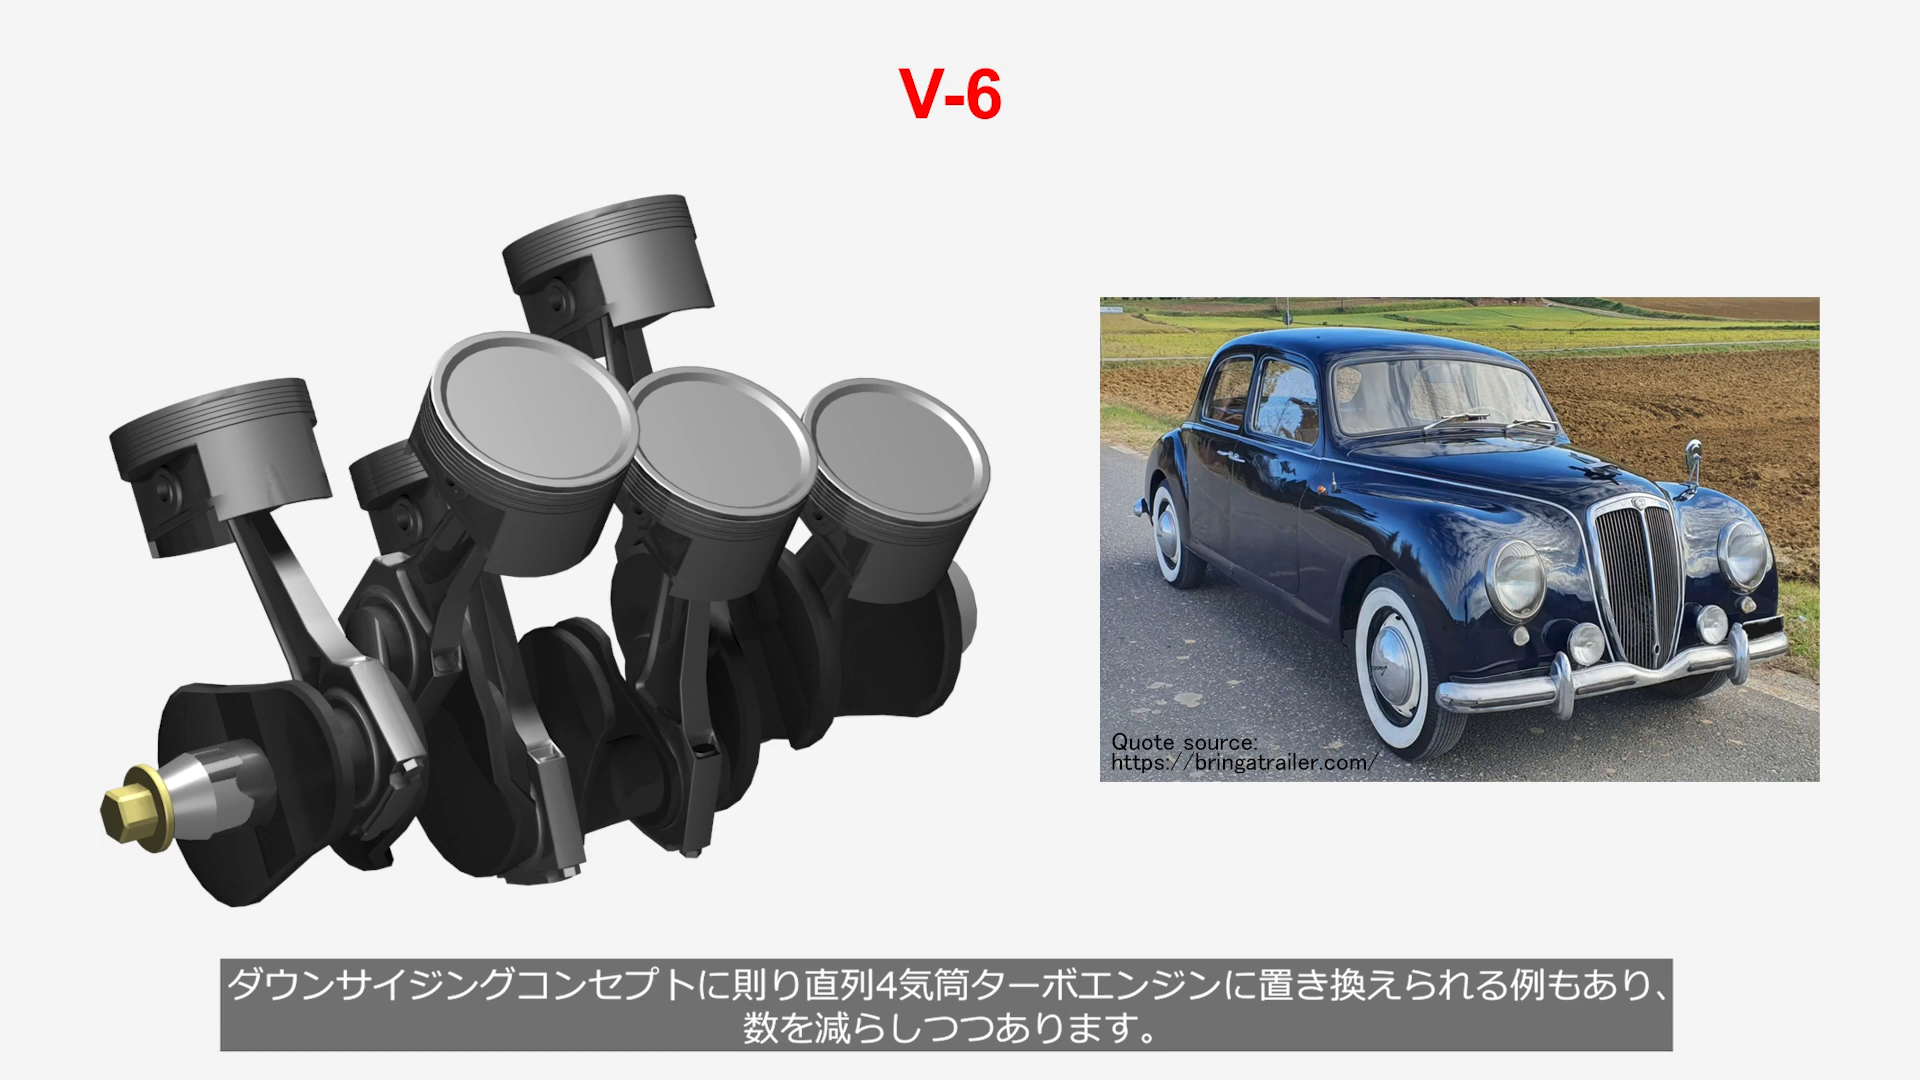 V-6
Quote source:
https://bringatrailer.com/
ダウンサイジングコンセプトに則り直列4気筒ターボエンジンに置き換えられる例もあり、
数を減らしつつあります。